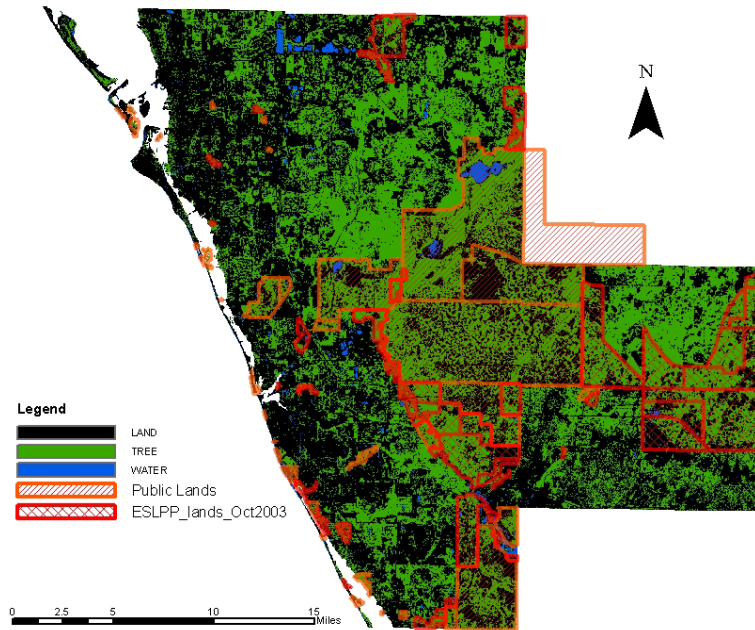 N
Legend
LAND
TREE
WATER
Public Lands
ESLPP_lands_Oct2003
0 2.5 5 10 15
Miles